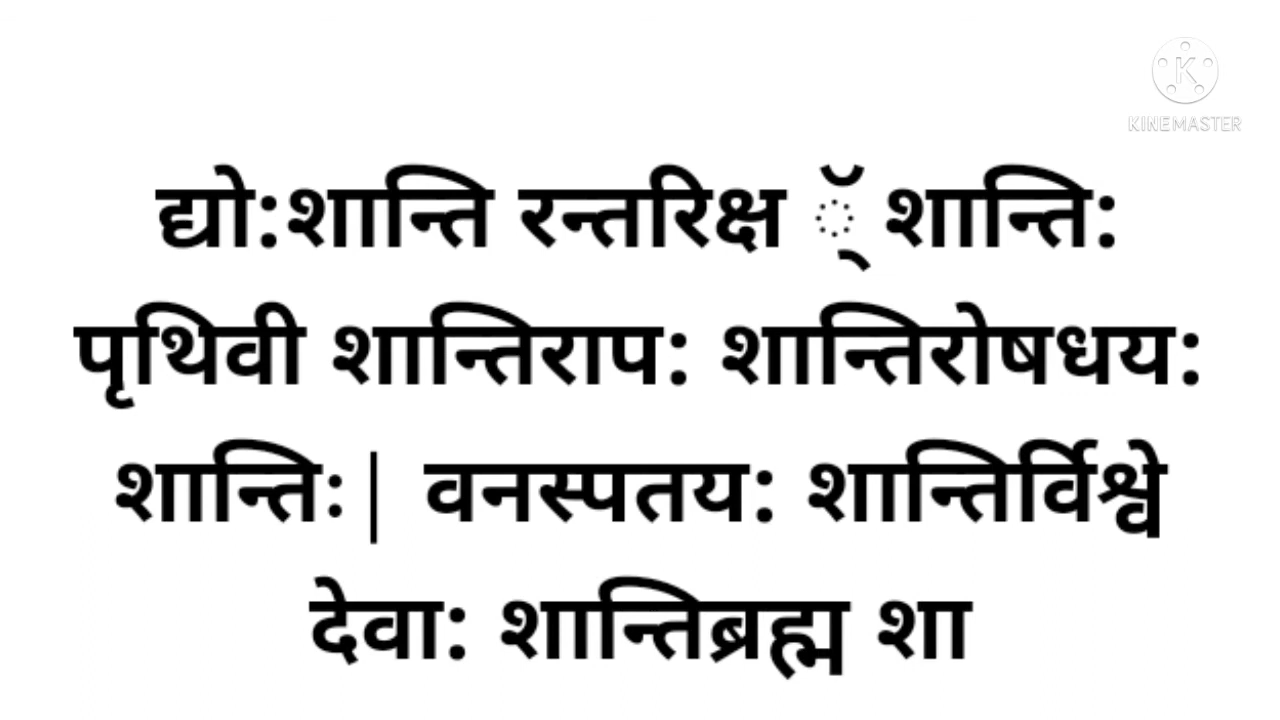 KINEMASTER
द्यो:शान्ति रन्तरिक्ष ॅ् शान्ति:
पृथिवी शान्तिराप: शान्तिरोषधय:
शान्तिः| वनस्पतय: शान्तिर्विश्वे
देवा: शान्तिब्रह्म शा